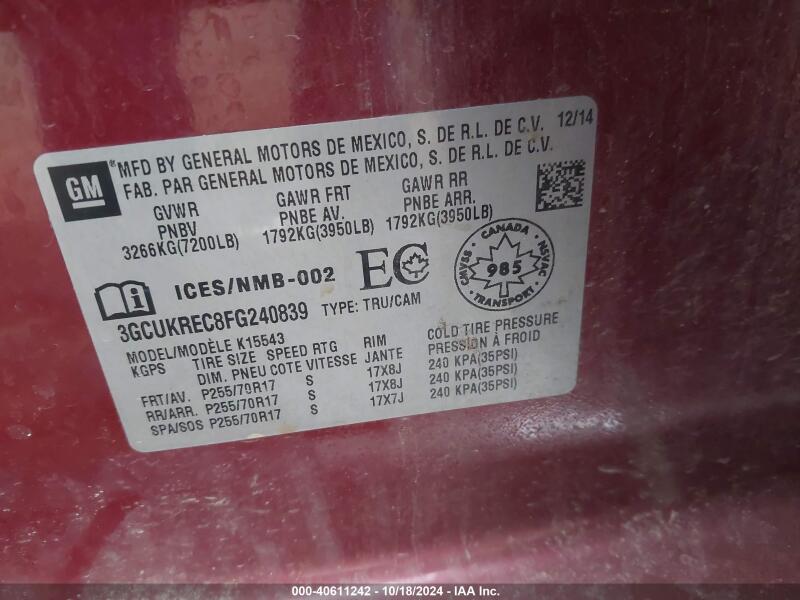 GM
*MFD BY GENERAL MOTORS DE MEXICO, S. DE R.L. DE C.V. 12/14
FAB. PAR GENERAL MOTORS DE MEXICO, S. DE R.L. DE C.V.
GVWR GAWR FRT GAWR RR
PNBV PNBE AV. PNBE ARR.
3266KG(7200LB) 1792KG(3950LB) 1792KG(3950LB)
ICES/NMB-002 EC
CANADA
CMVSS 985 NSVAC
TRANSPORT
3GCUKREC8FG240839 TYPE: TRU/CAM
MODEL/MODÈLE K15543
KGPS TIRE SIZE SPEED RTG RIM COLD TIRE PRESSURE
DIM. PNEU COTE VITESSE JANTE PRESSION À FROID
FRT/AV. P255/70R17 S 17X8J 240 KPA(35PSI)
RR/ARR. P255/70R17 S 17X8J 240 KPA(35PSI)
SPA/SOS P255/70R17 S 17X7J 240 KPA(35PSI)
000-40611242 - 10/18/2024 - IAA Inc.